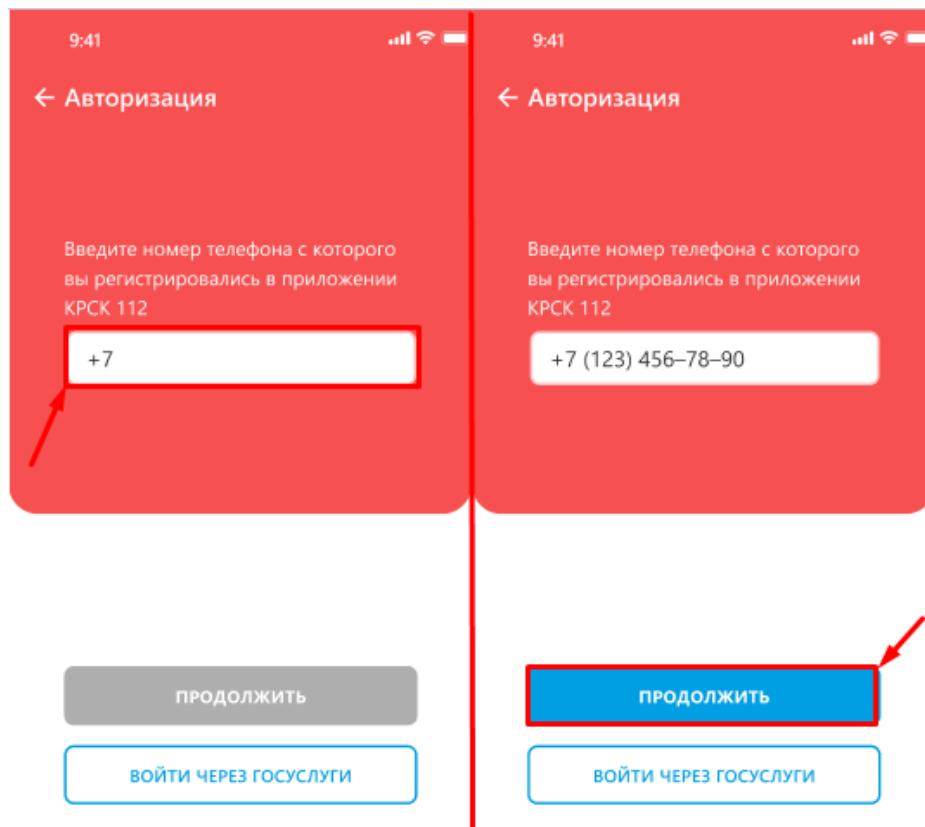 9:41
Авторизация
Введите номер телефона с которого
вы регистрировались в приложении
КРСК 112
+7
ПРОДОЛЖИТЬ
ВОЙТИ ЧЕРЕЗ ГОСУСЛУГИ
9:41
Авторизация
Введите номер телефона с которого
вы регистрировались в приложении
КРСК 112
+7 (123) 456–78–90
ПРОДОЛЖИТЬ
ВОЙТИ ЧЕРЕЗ ГОСУСЛУГИ